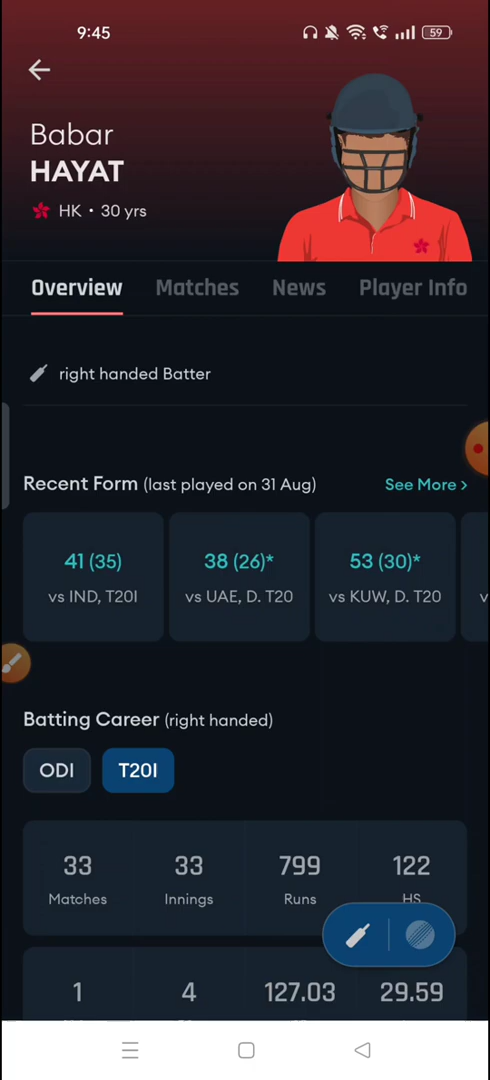 9:45
59
Babar
HAYAT
HK • 30 yrs
Overview Matches News Player Info
right handed Batter
Recent Form (last played on 31 Aug) See More >
41 (35) 38 (26)* 53 (30)*
vs IND, T20I vs UAE, D. T20 vs KUW, D. T20
Batting Career (right handed)
ODI T20I
33 33 799 122
Matches Innings Runs HS
1 4 127.03 29.59